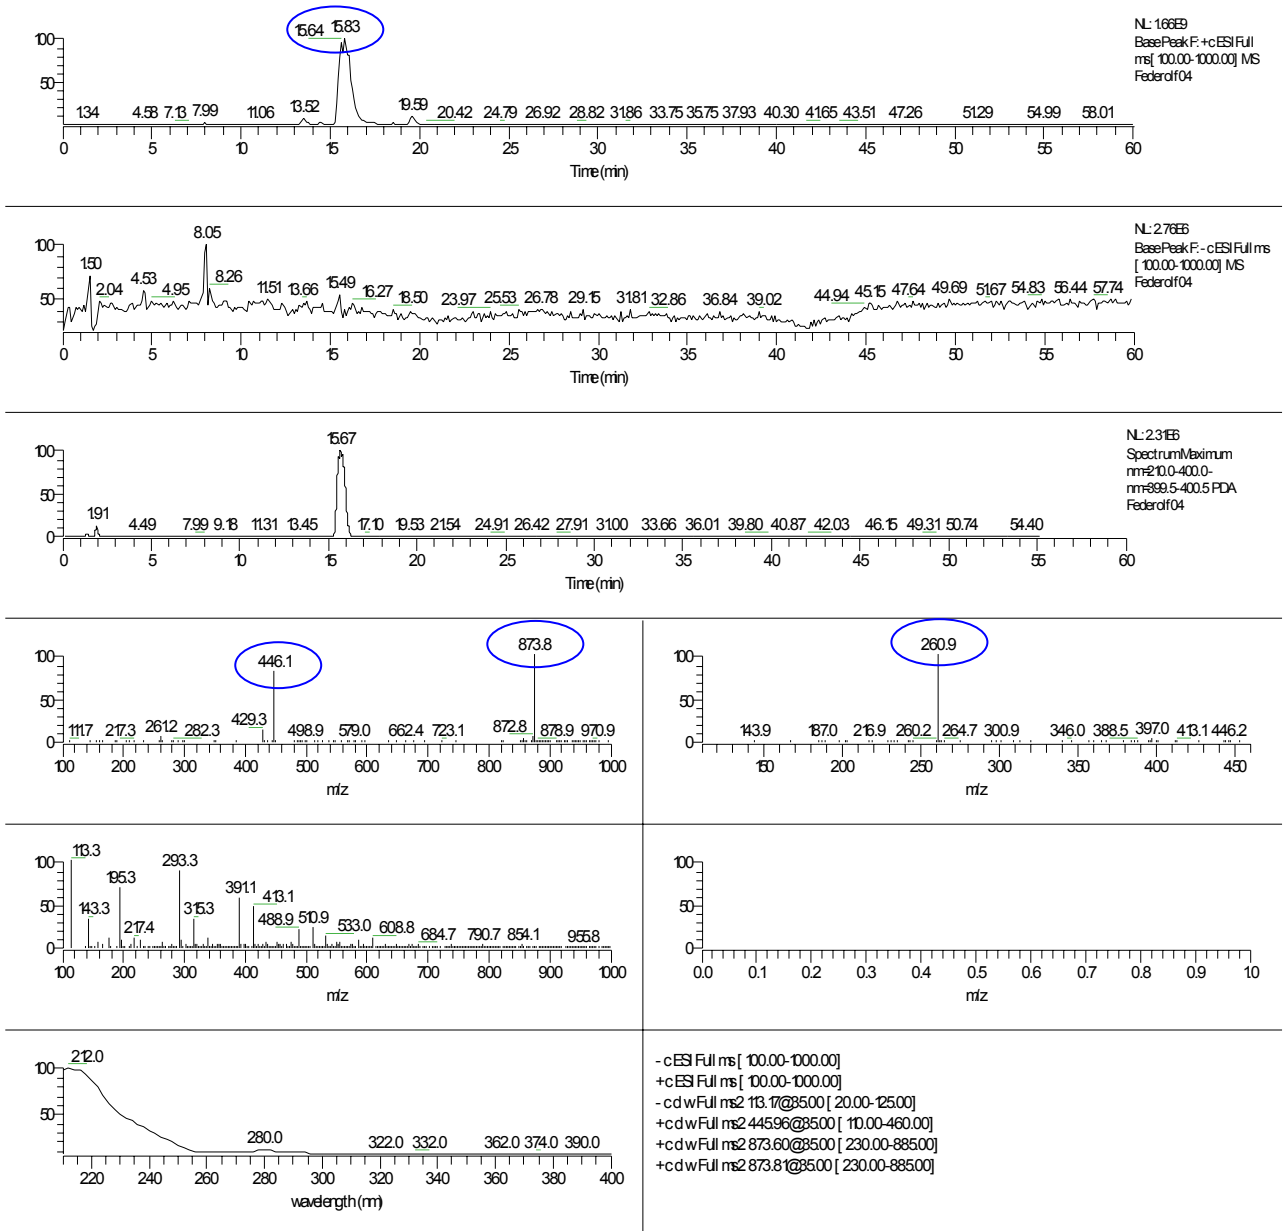 15.64 15.83
NL: 1.66E9
Base Peak F: + c ESI Full
ms [ 100.00-1000.00] MS
Federolf04
100
50
1.34 4.58 7.13 7.99 11.06 13.52 19.59 20.42 24.79 26.92 28.82 31.86 33.75 35.75 37.93 40.30 41.65 43.51 47.26 51.29 54.99 58.01
0 5 10 15 20 25 30 35 40 45 50 55 60
Time (min)
NL: 2.76E6
Base Peak F: - c ESI Full ms
[ 100.00-1000.00] MS
Federolf04
100
50
0
1.50 2.04 4.53 4.95 8.05 8.26 11.51 13.66 15.49 16.27 18.50 23.97 25.53 26.78 29.15 31.81 32.86 36.84 39.02 44.94 45.15 47.64 49.69 51.67 54.83 56.44 57.74
0 5 10 15 20 25 30 35 40 45 50 55 60
Time (min)
NL: 2.31E6
Spectrum Maximum
nm=210.0-400.0-
nm=399.5-400.5 PDA
Federolf04
100
50
0
1.91 4.49 7.99 9.18 11.31 13.45 15.67 17.10 19.53 21.54 24.91 26.42 27.91 31.00 33.66 36.01 39.80 40.87 42.03 46.15 49.31 50.74 54.40
0 5 10 15 20 25 30 35 40 45 50 55 60
Time (min)
100
50
0
111.7 217.3 261.2 282.3 429.3 446.1 498.9 579.0 662.4 723.1 872.8 873.8 878.9 970.9
100 200 300 400 500 600 700 800 900 1000
m/z
100
50
0
143.9 187.0 216.9 260.2 260.9 264.7 300.9 346.0 388.5 397.0 413.1 446.2
150 200 250 300 350 400 450
m/z
100
50
0
113.3 143.3 195.3 217.4 293.3 315.3 391.1 413.1 488.9 510.9 533.0 608.8 684.7 790.7 854.1 955.8
100 200 300 400 500 600 700 800 900 1000
m/z
100
50
0
0.0 0.1 0.2 0.3 0.4 0.5 0.6 0.7 0.8 0.9 1.0
m/z
100
50
212.0 280.0 322.0 332.0 362.0 374.0 390.0
220 240 260 280 300 320 340 360 380 400
wavelength (nm)
- c ESI Full ms [ 100.00-1000.00]
+ c ESI Full ms [ 100.00-1000.00]
- c d w Full ms2 113.17@35.00 [ 20.00-125.00]
+ c d w Full ms2 445.96@35.00 [ 110.00-460.00]
+ c d w Full ms2 873.60@35.00 [ 230.00-885.00]
+ c d w Full ms2 873.81@35.00 [ 230.00-885.00]